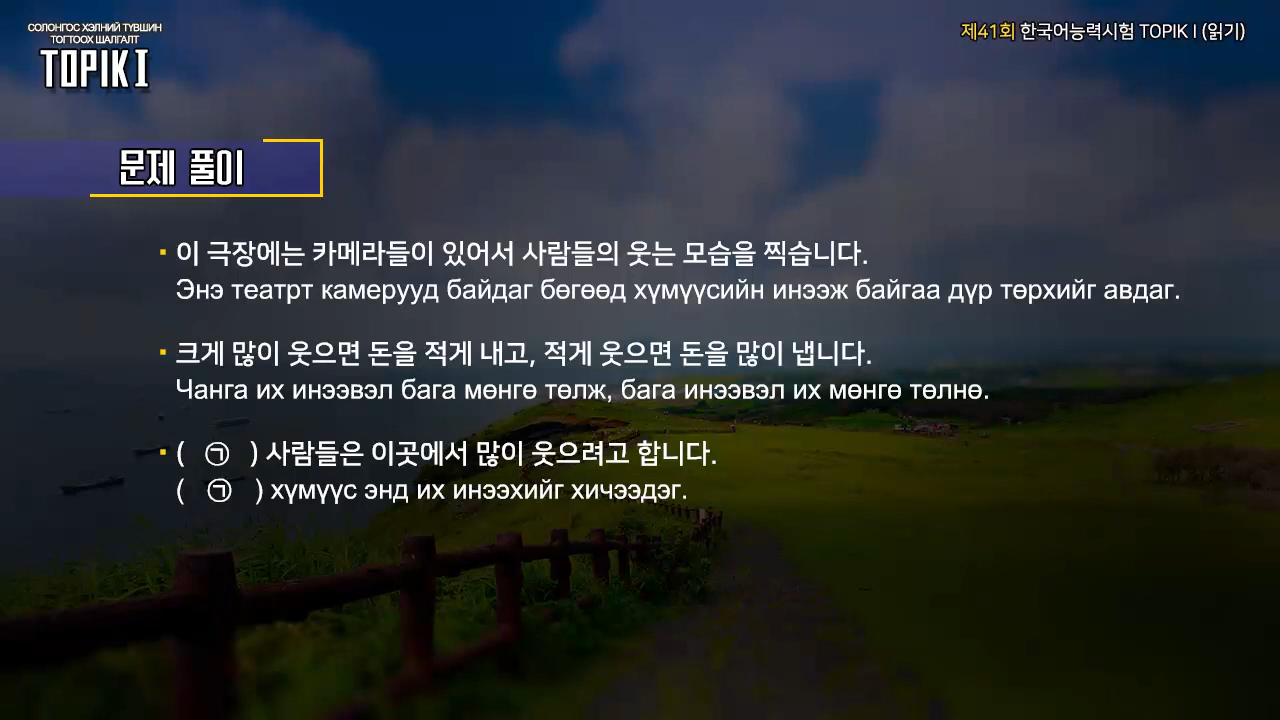 СОЛОНГОС ХЭЛНИЙ ТҮВШИН
ТОГТООХ ШАЛГАЛТ
TOPIK I
제41회 한국어능력시험 TOPIK I (읽기)
문제 풀이
· 이 극장에는 카메라들이 있어서 사람들의 웃는 모습을 찍습니다.
Энэ театрт камерууд байдаг бөгөөд хүмүүсийн инээж байгаа дүр төрхийг авдаг.
· 크게 많이 웃으면 돈을 적게 내고, 적게 웃으면 돈을 많이 냅니다.
Чанга их инээвэл бага мөнгө төлж, бага инээвэл их мөнгө төлнө.
· ( ㉠ ) 사람들은 이곳에서 많이 웃으려고 합니다.
( ㉠ ) хүмүүс энд их инээхийг хичээдэг.